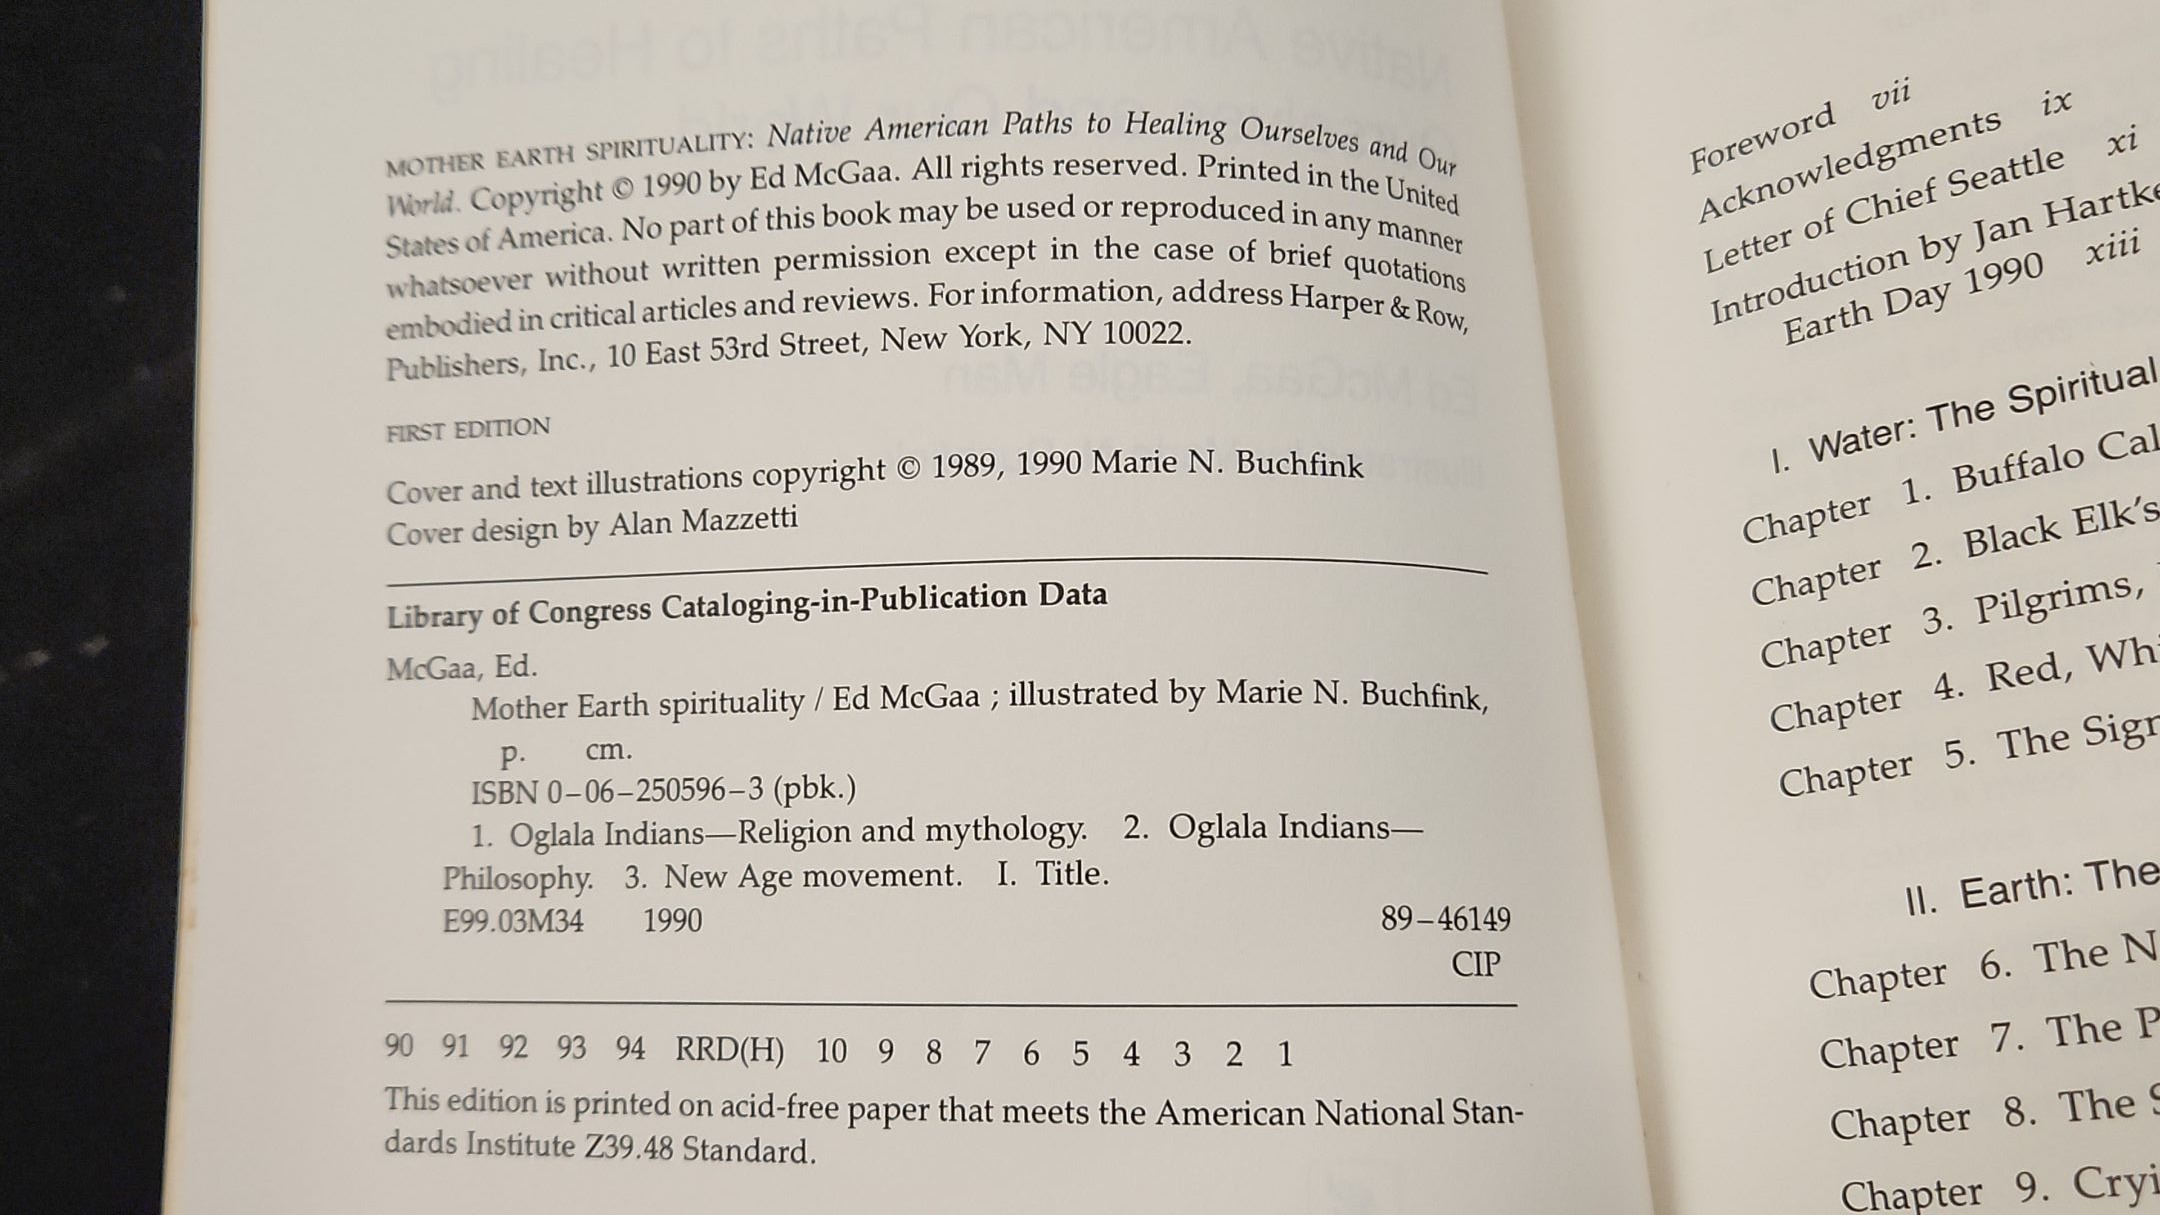 MOTHER EARTH SPIRITUALITY: Native American Paths to Healing Ourselves and Our
World. Copyright © 1990 by Ed McGaa. All rights reserved. Printed in the United
States of America. No part of this book may be used or reproduced in any manner
whatsoever without written permission except in the case of brief quotations
embodied in critical articles and reviews. For information, address Harper & Row,
Publishers, Inc., 10 East 53rd Street, New York, NY 10022.
FIRST EDITION
Cover and text illustrations copyright © 1989, 1990 Marie N. Buchfink
Cover design by Alan Mazzetti
Library of Congress Cataloging-in-Publication Data
McGaa, Ed.
Mother Earth spirituality / Ed McGaa ; illustrated by Marie N. Buchfink,
p. cm.
ISBN 0-06-250596-3 (pbk.)
1. Oglala Indians—Religion and mythology. 2. Oglala Indians—
Philosophy. 3. New Age movement. I. Title.
E99.03M34 1990 89-46149
CIP
90 91 92 93 94 RRD(H) 10 9 8 7 6 5 4 3 2 1
This edition is printed on acid-free paper that meets the American National Stan-
dards Institute Z39.48 Standard.
Foreword vii
Acknowledgments ix
Letter of Chief Seattle xi
Introduction by Jan Hartke
Earth Day 1990 xiii
I. Water: The Spiritual
Chapter 1. Buffalo Cal
Chapter 2. Black Elk's
Chapter 3. Pilgrims,
Chapter 4. Red, Whi
Chapter 5. The Sign
II. Earth: The
Chapter 6. The N
Chapter 7. The P
Chapter 8. The S
Chapter 9. Cryi